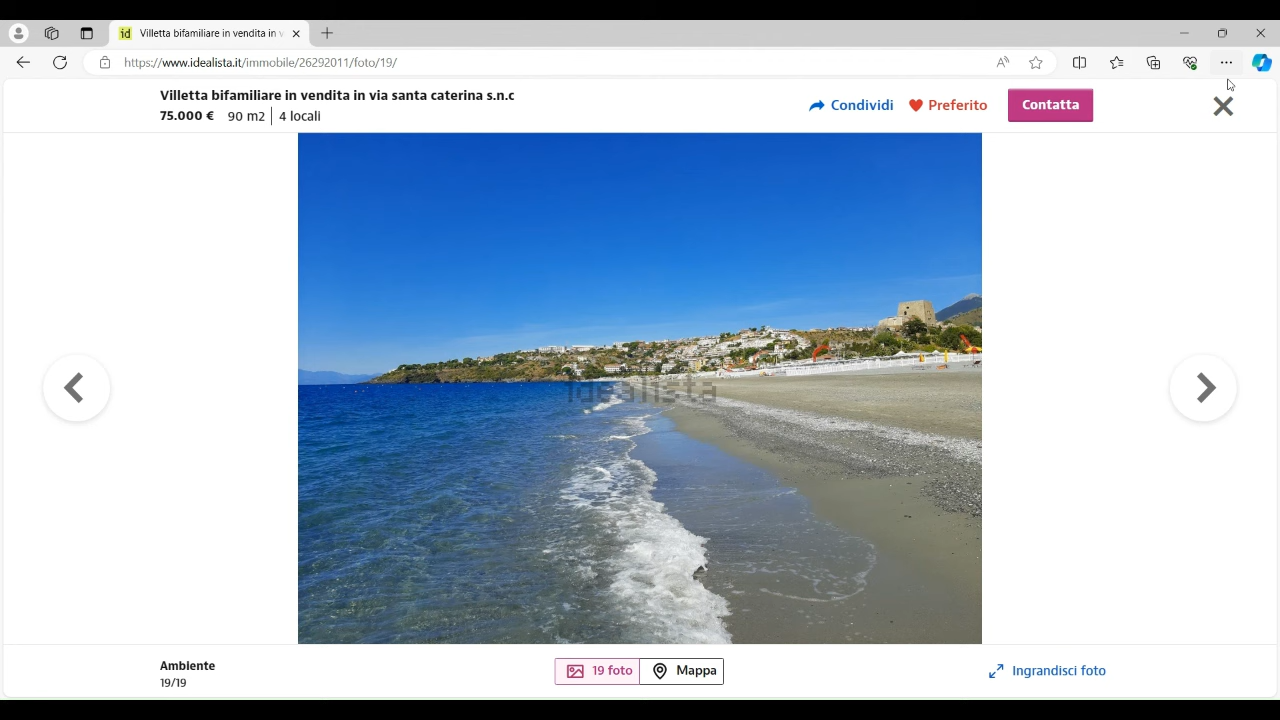 id Villetta bifamiliare in vendita in v
https://www.idealista.it/immobile/26292011/foto/19/
Villetta bifamiliare in vendita in via santa caterina s.n.c
75.000 € 90 m2 4 locali
Condividi Preferito Contatta
idealista
Ambiente
19/19
19 foto Mappa
Ingrandisci foto